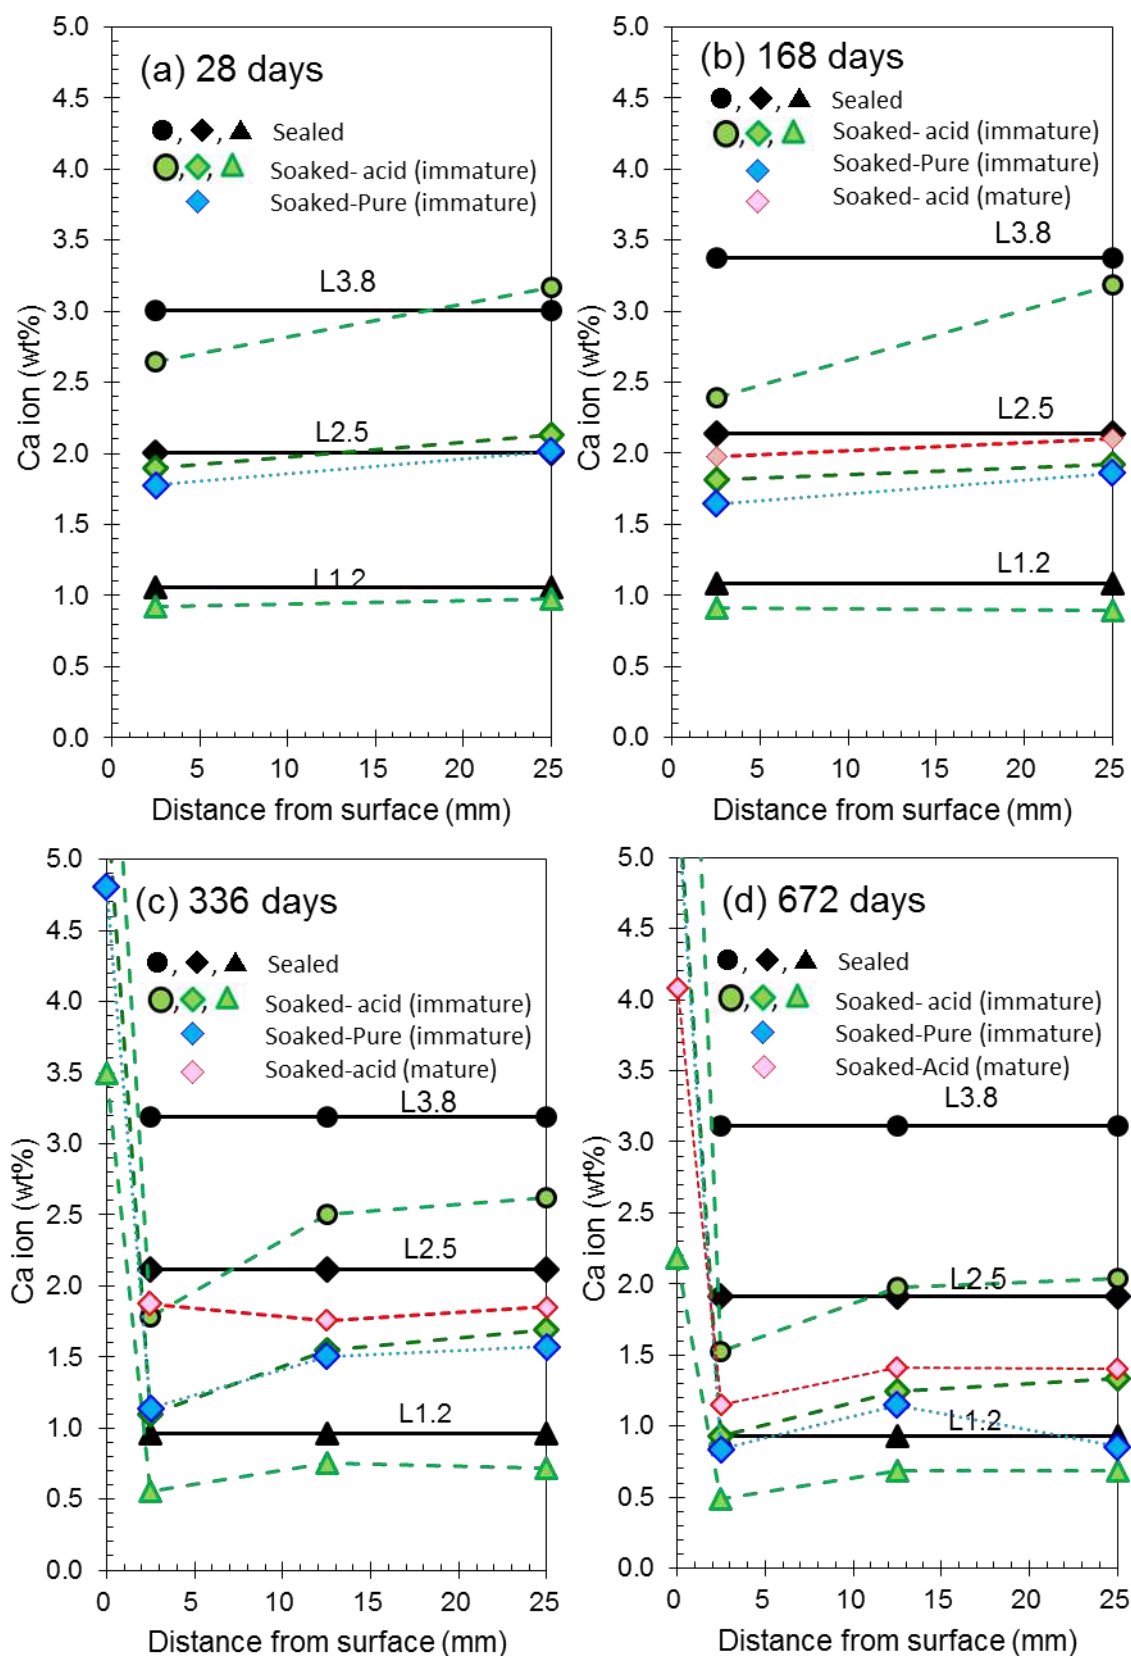 (a) 28 days
●, ◆, ▲ Sealed
Soaked- acid (immature)
Soaked-Pure (immature)
L3.8
L2.5
L1.2
5.0
4.5
4.0
3.5
3.0
2.5
2.0
1.5
1.0
0.5
0.0
Ca ion (wt%)
0 5 10 15 20 25
Distance from surface (mm)
(b) 168 days
●, ◆, ▲ Sealed
Soaked- acid (immature)
Soaked-Pure (immature)
Soaked- acid (mature)
L3.8
L2.5
L1.2
5.0
4.5
4.0
3.5
3.0
2.5
2.0
1.5
1.0
0.5
0.0
Ca ion (wt%)
0 5 10 15 20 25
Distance from surface (mm)
(c) 336 days
●, ◆, ▲ Sealed
Soaked- acid (immature)
Soaked-Pure (immature)
Soaked-acid (mature)
L3.8
L2.5
L1.2
5.0
4.5
4.0
3.5
3.0
2.5
2.0
1.5
1.0
0.5
0.0
Ca ion (wt%)
0 5 10 15 20 25
Distance from surface (mm)
(d) 672 days
●, ◆, ▲ Sealed
Soaked- acid (immature)
Soaked-Pure (immature)
Soaked-Acid (mature)
L3.8
L2.5
L1.2
5.0
4.5
4.0
3.5
3.0
2.5
2.0
1.5
1.0
0.5
0.0
Ca ion (wt%)
0 5 10 15 20 25
Distance from surface (mm)